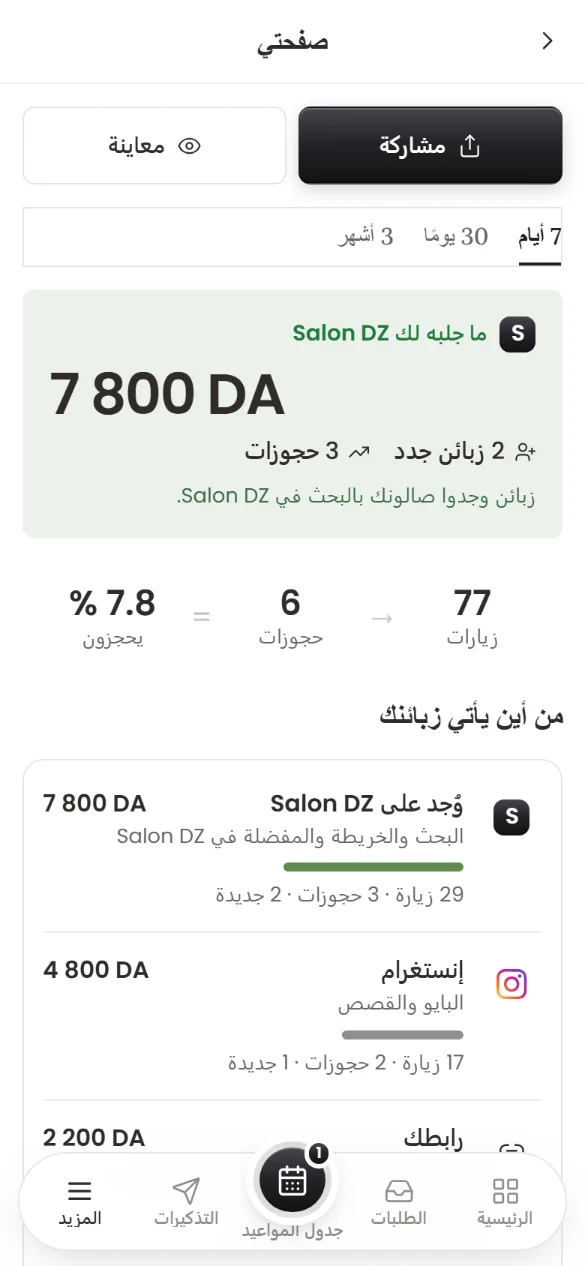 صفحتي
مشاركة
معاينة
7 أيام
30 يومًا
3 أشهر
S
ما جلبه لك Salon DZ
7 800 DA
2 زبائن جدد
3 حجوزات
زبائن وجدوا صالونك بالبحث في Salon DZ.
77 → 6 = 7.8 %
زيارات حجوزات يحجزون
من أين يأتي زبائنك
S
وُجد على Salon DZ
7 800 DA
البحث والخريطة والمفضلة في Salon DZ
29 زيارة · 3 حجوزات · 2 جديدة
إنستغرام
4 800 DA
البايو والقصص
17 زيارة · 2 حجوزات · 1 جديدة
رابطك
2 200 DA
1
الرئيسية
الطلبات
جدول المواعيد
التذكيرات
المزيد